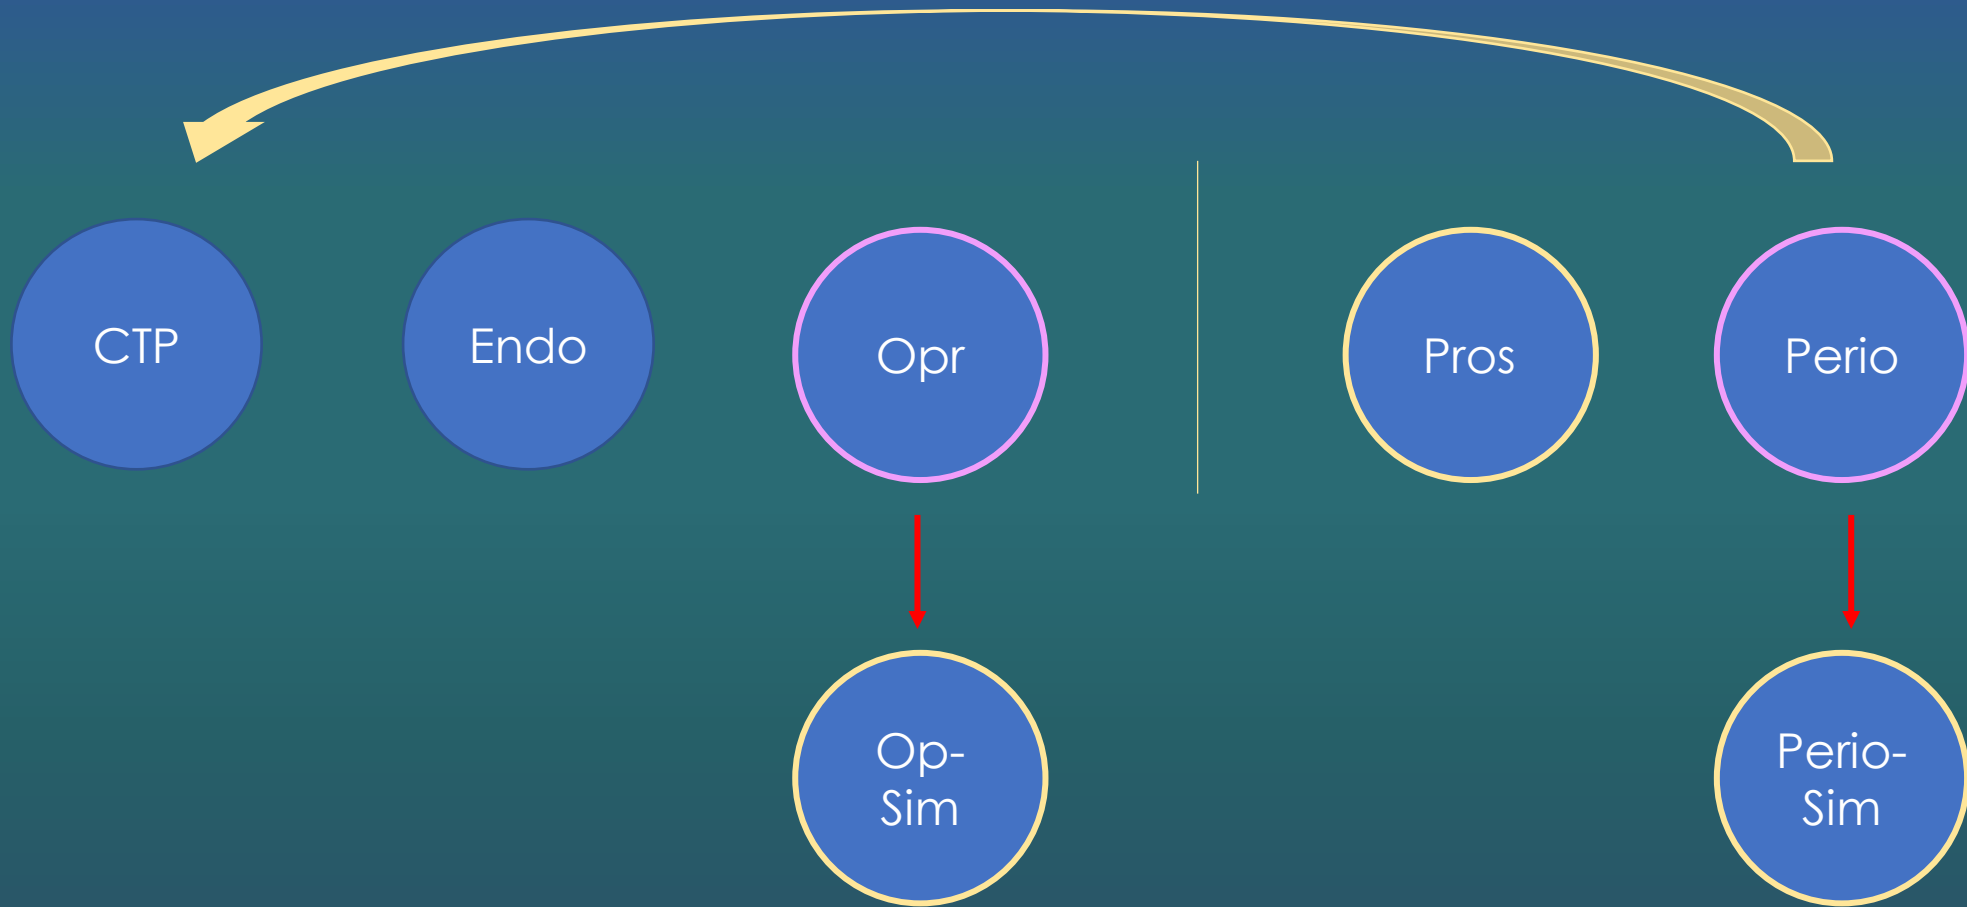 CTP
Endo
Opr
Pros
Perio
Op-
Sim
Perio-
Sim